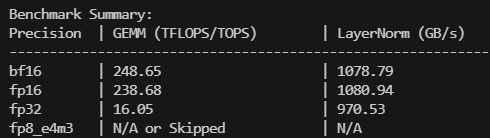 Benchmark Summary:
Precision | GEMM (TFLOPS/TOPS) | LayerNorm (GB/s)
----------------------------------------------------------------
bf16 | 248.65 | 1078.79
fp16 | 238.68 | 1080.94
fp32 | 16.05 | 970.53
fp8_e4m3 | N/A or Skipped | N/A